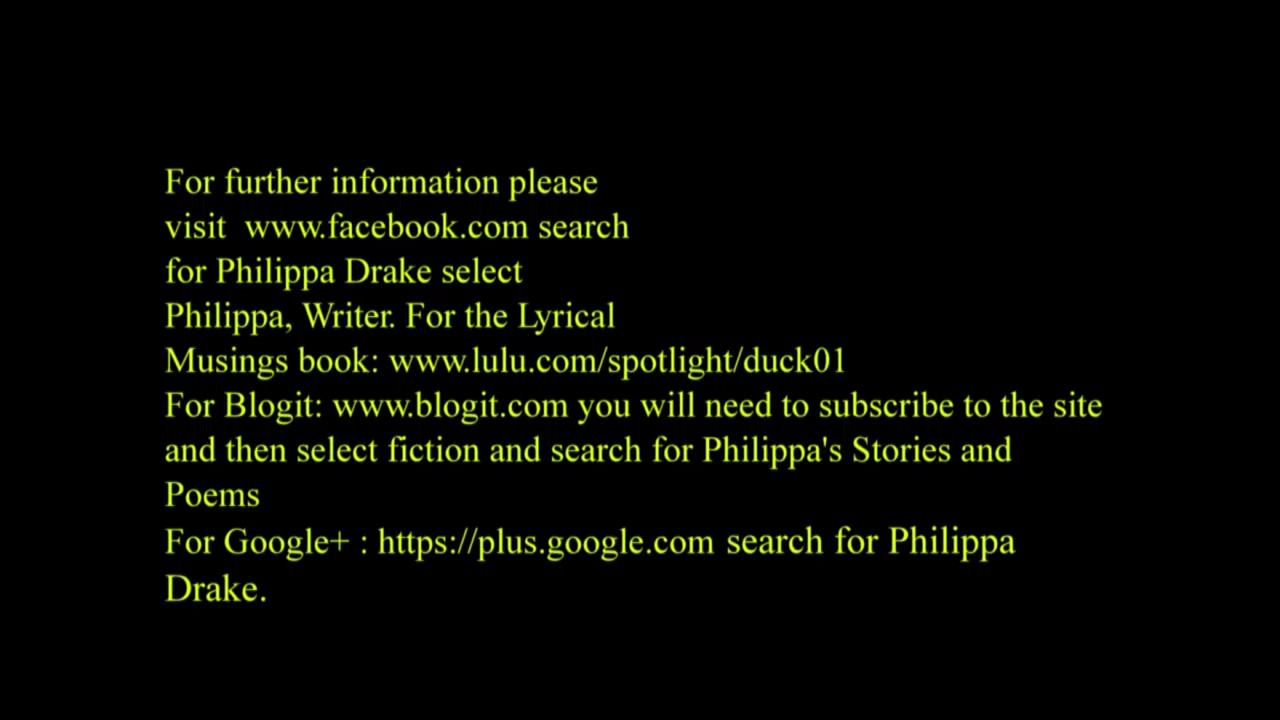 For further information please
visit  www.facebook.com search
for Philippa Drake select
Philippa, Writer. For the Lyrical
Musings book: www.lulu.com/spotlight/duck01
For Blogit: www.blogit.com you will need to subscribe to the site
and then select fiction and search for Philippa's Stories and
Poems
For Google+ : https://plus.google.com search for Philippa
Drake.